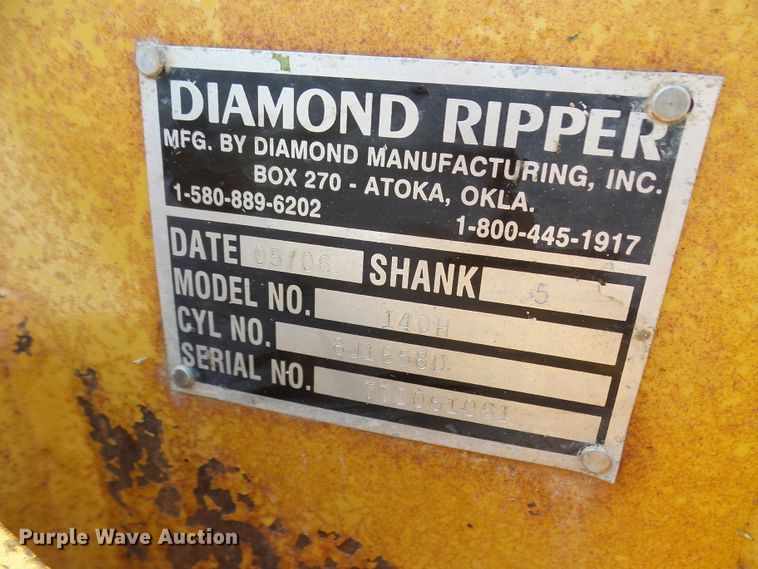 DIAMOND RIPPER
MFG. BY DIAMOND MANUFACTURING, INC.
BOX 270 - ATOKA, OKLA.
1-580-889-6202 1-800-445-1917
DATE 05/06 SHANK 5
MODEL NO. 140H
CYL NO. 6J1658D
SERIAL NO.
Purple Wave Auction